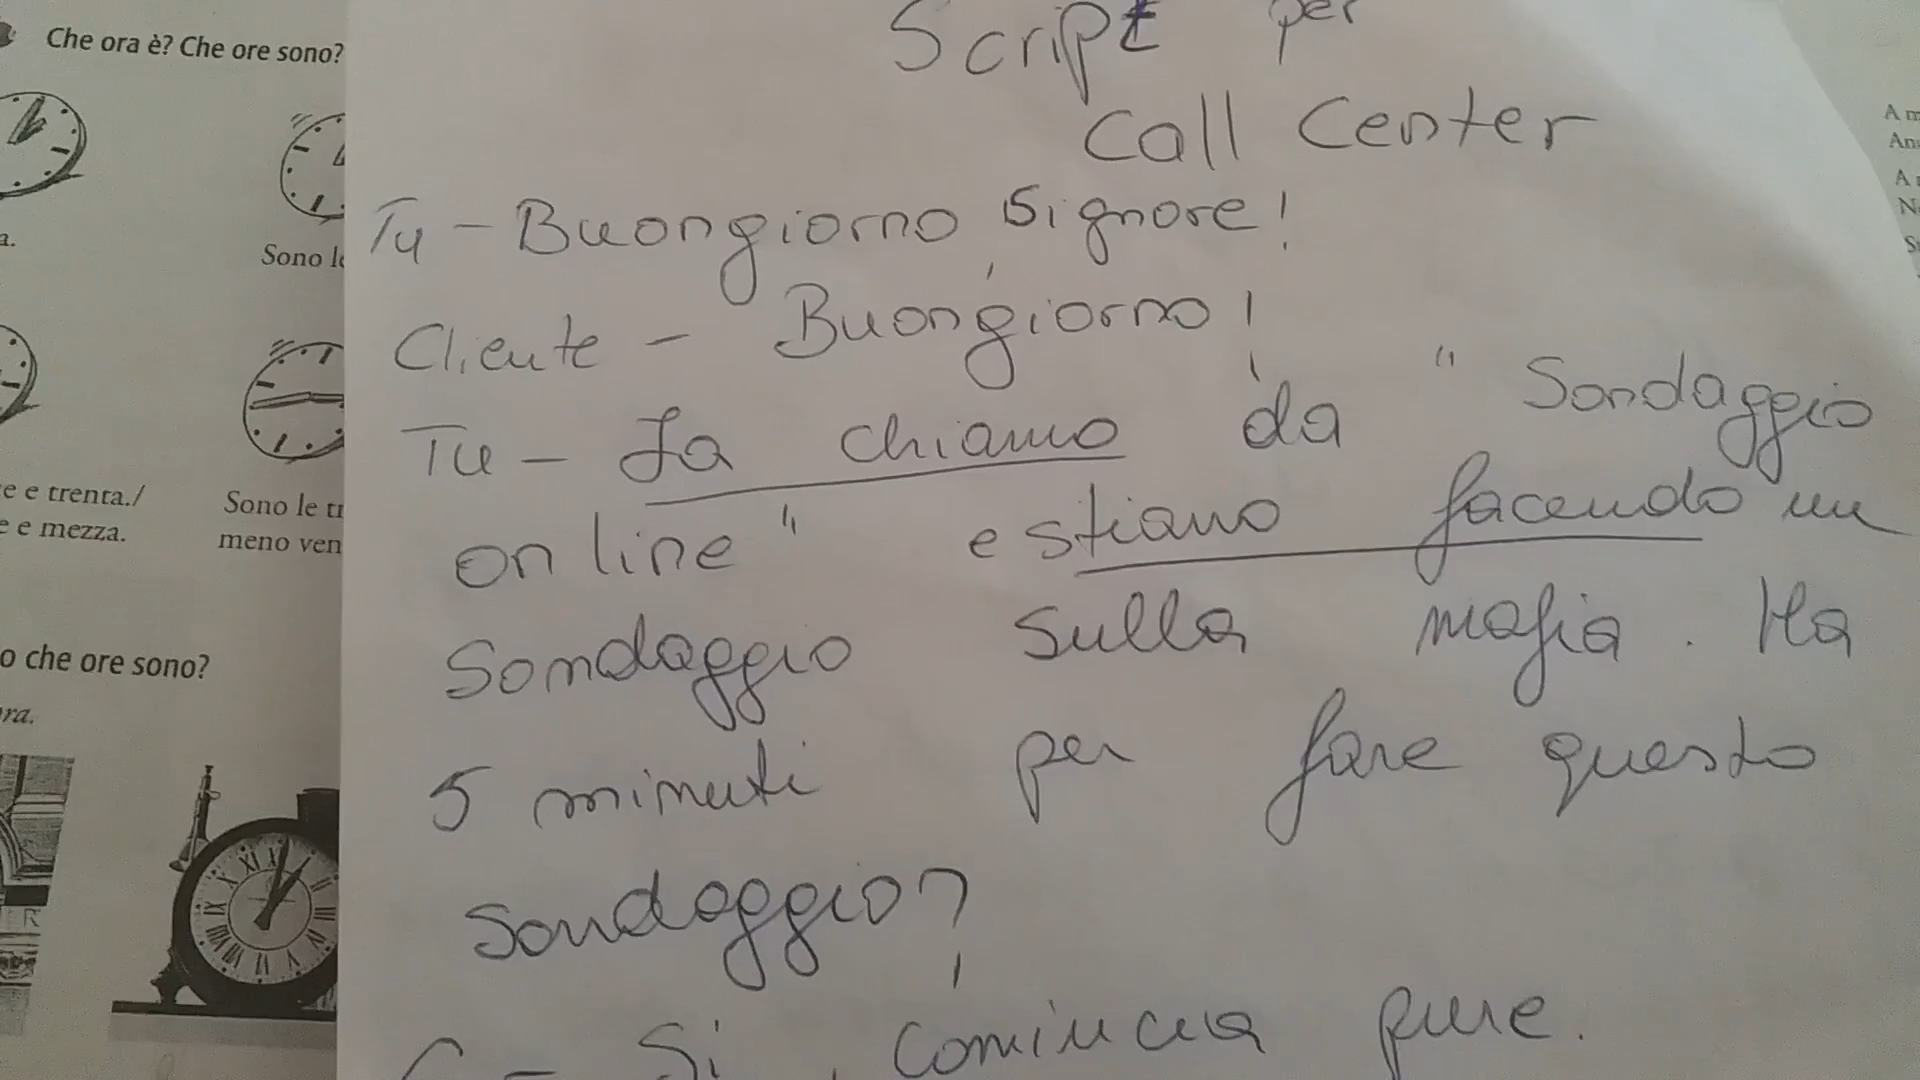 Che ora è? Che ore sono?
a.
Sono le
e e trenta./
e e mezza.
Sono le tr
meno ven
o che ore sono?
ora.
Script per
Call Center
Tu - Buongiorno Signore!
Cliente - Buongiorno!
Tu - La chiamo da " Sondaggio
on line " e stiamo facendo un
Sondaggio sulla mafia. Ha
5 minuti per fare questo
sondaggio?
C - Si, comincia pure.